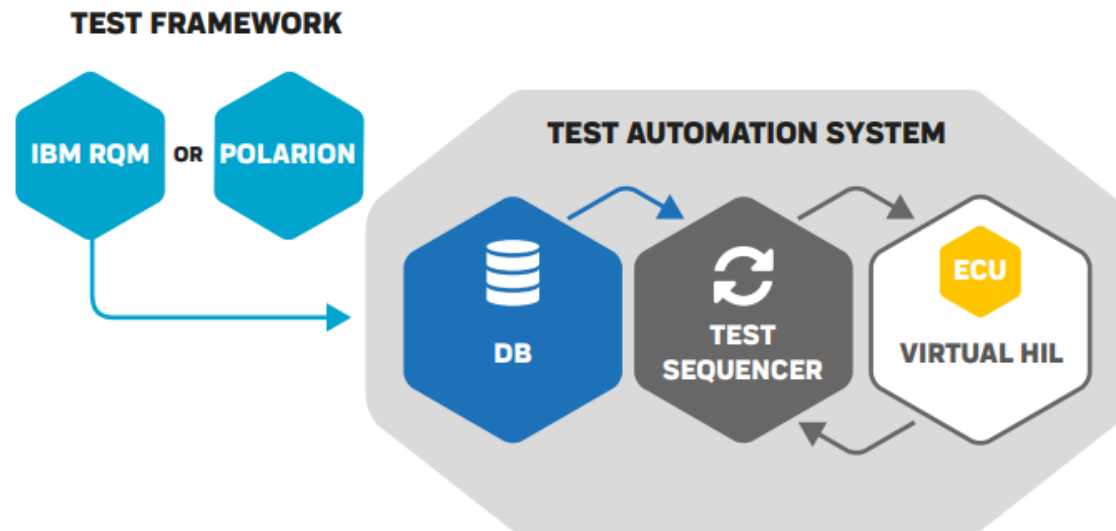 TEST FRAMEWORK
IBM RQM OR POLARION
TEST AUTOMATION SYSTEM
DB
TEST
SEQUENCER
ECU
VIRTUAL HIL